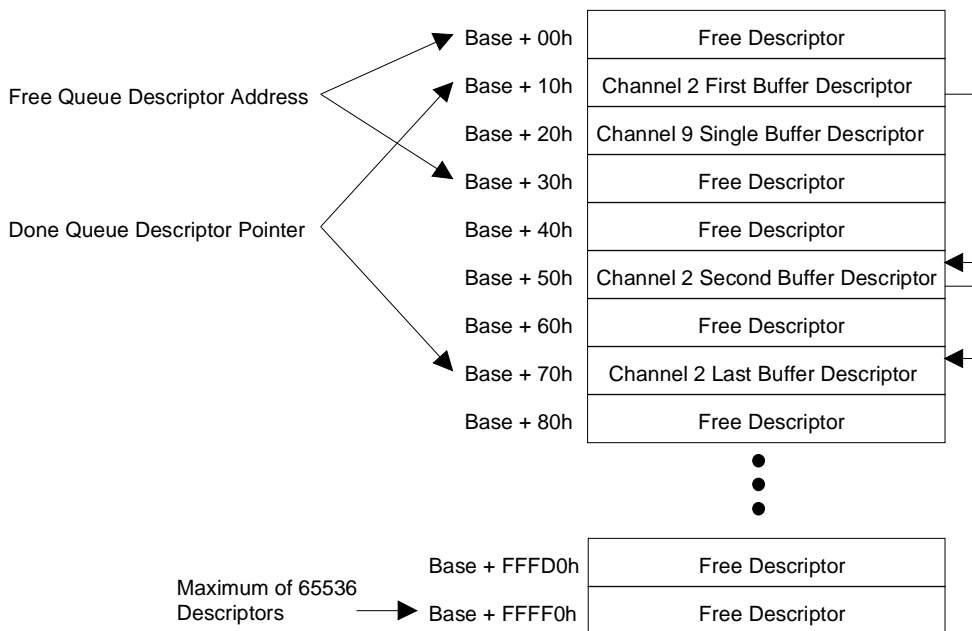 Base + 00h Free Descriptor
Free Queue Descriptor Address
Base + 10h Channel 2 First Buffer Descriptor
Base + 20h Channel 9 Single Buffer Descriptor
Base + 30h Free Descriptor
Done Queue Descriptor Pointer
Base + 40h Free Descriptor
Base + 50h Channel 2 Second Buffer Descriptor
Base + 60h Free Descriptor
Base + 70h Channel 2 Last Buffer Descriptor
Base + 80h Free Descriptor
Base + FFFD0h Free Descriptor
Maximum of 65536
Descriptors
Base + FFFF0h Free Descriptor